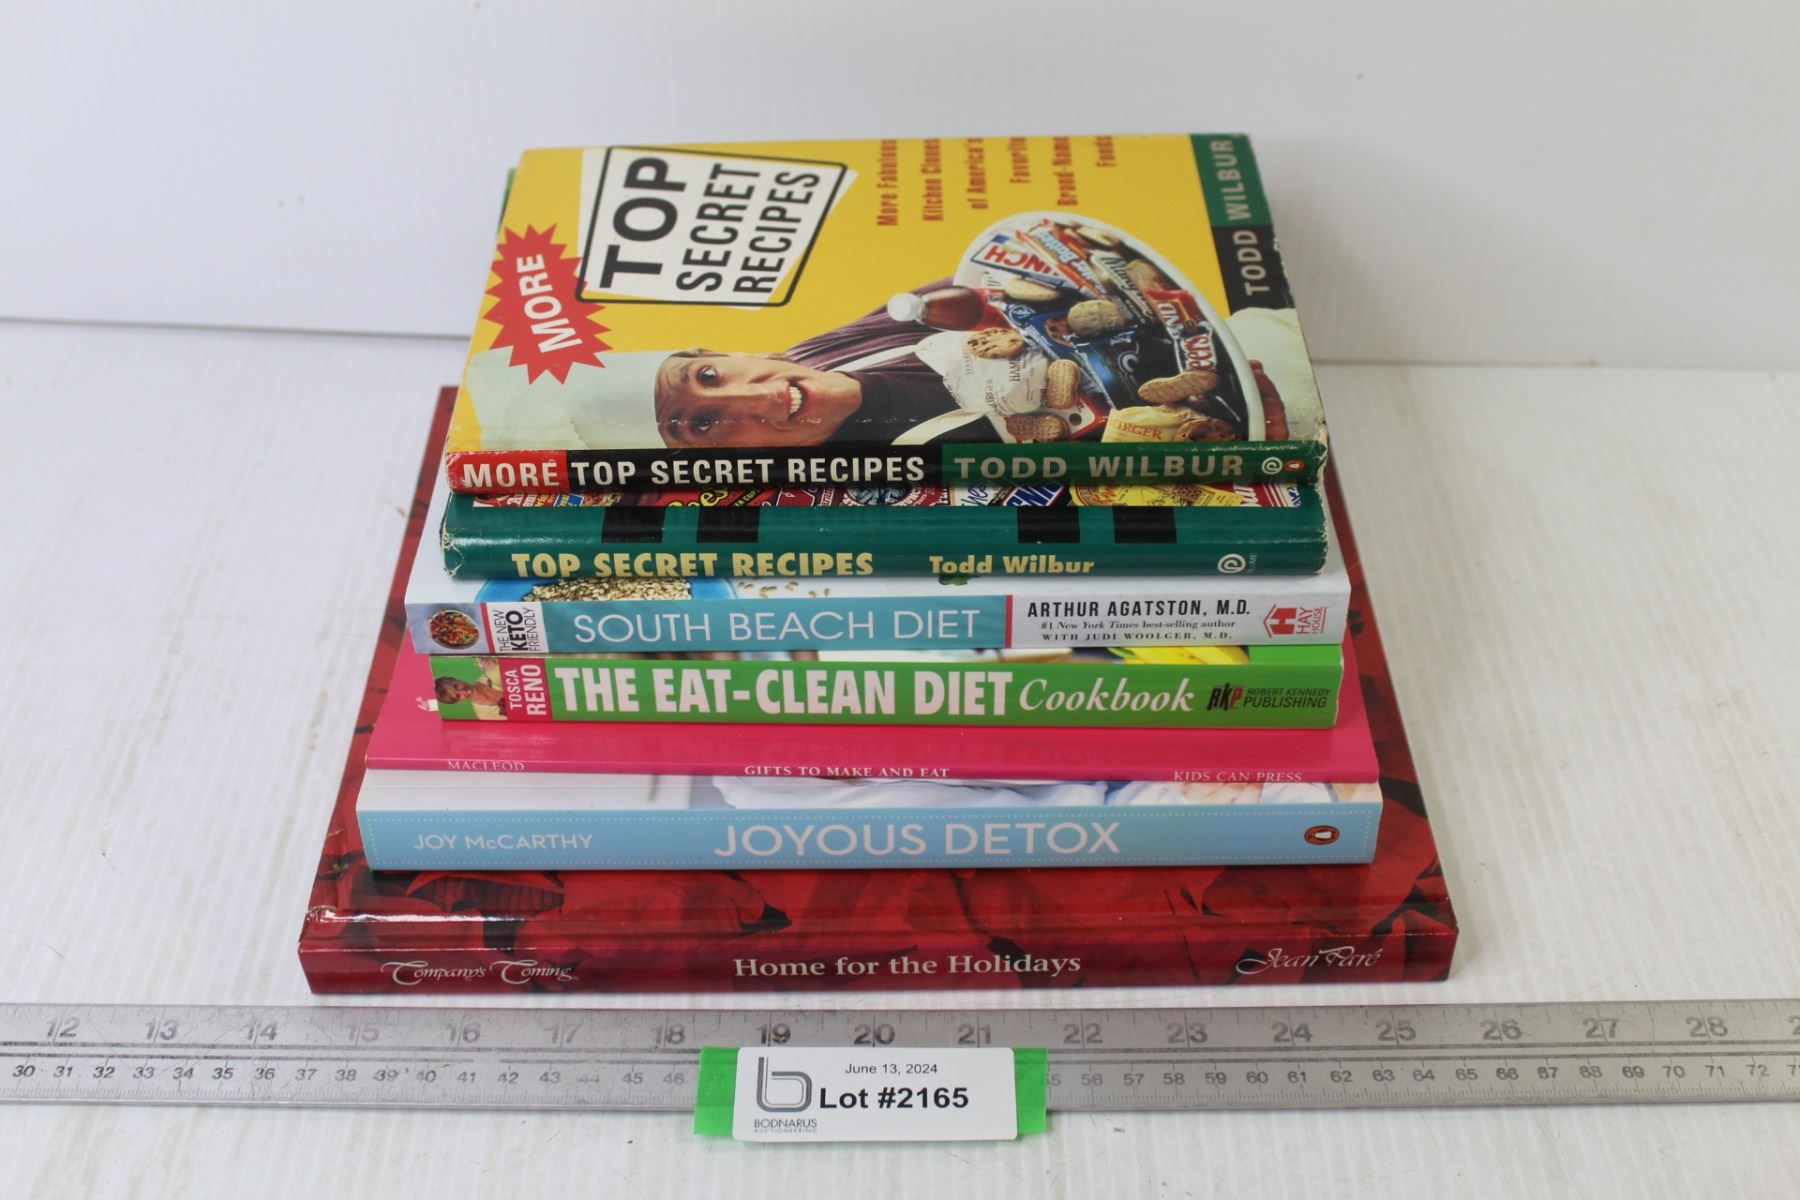 MORE
TOP
SECRET
RECIPES
More Fabulous
Kitchen Clones
of America's
Favorite
Brand-Name
Foods
TODD WILBUR
MORE TOP SECRET RECIPES TODD WILBUR
TOP SECRET RECIPES Todd Wilbur
PLUME
THE NEW
KETO
FRIENDLY
SOUTH BEACH DIET
ARTHUR AGATSTON, M.D.
#1 New York Times best-selling author
WITH JUDI WOOLGER, M.D.
HAY
HOUSE
TOSCA
RENO
THE EAT-CLEAN DIET Cookbook
RKP ROBERT KENNEDY
PUBLISHING
MACLEOD GIFTS TO MAKE AND EAT KIDS CAN PRESS
JOY McCARTHY JOYOUS DETOX
Company's Coming Home for the Holidays Jean Paré
12 13 14 15 16 17 18 19 20 21 22 23 24 25 26 27 28
30 31 32 33 34 35 36 37 38 39 40 41 42 43 44 45 46 56 57 58 59 60 61 62 63 64 65 66 67 68 69 70 71 72
June 13, 2024
Lot #2165
BODNARUS
AUCTIONEERING